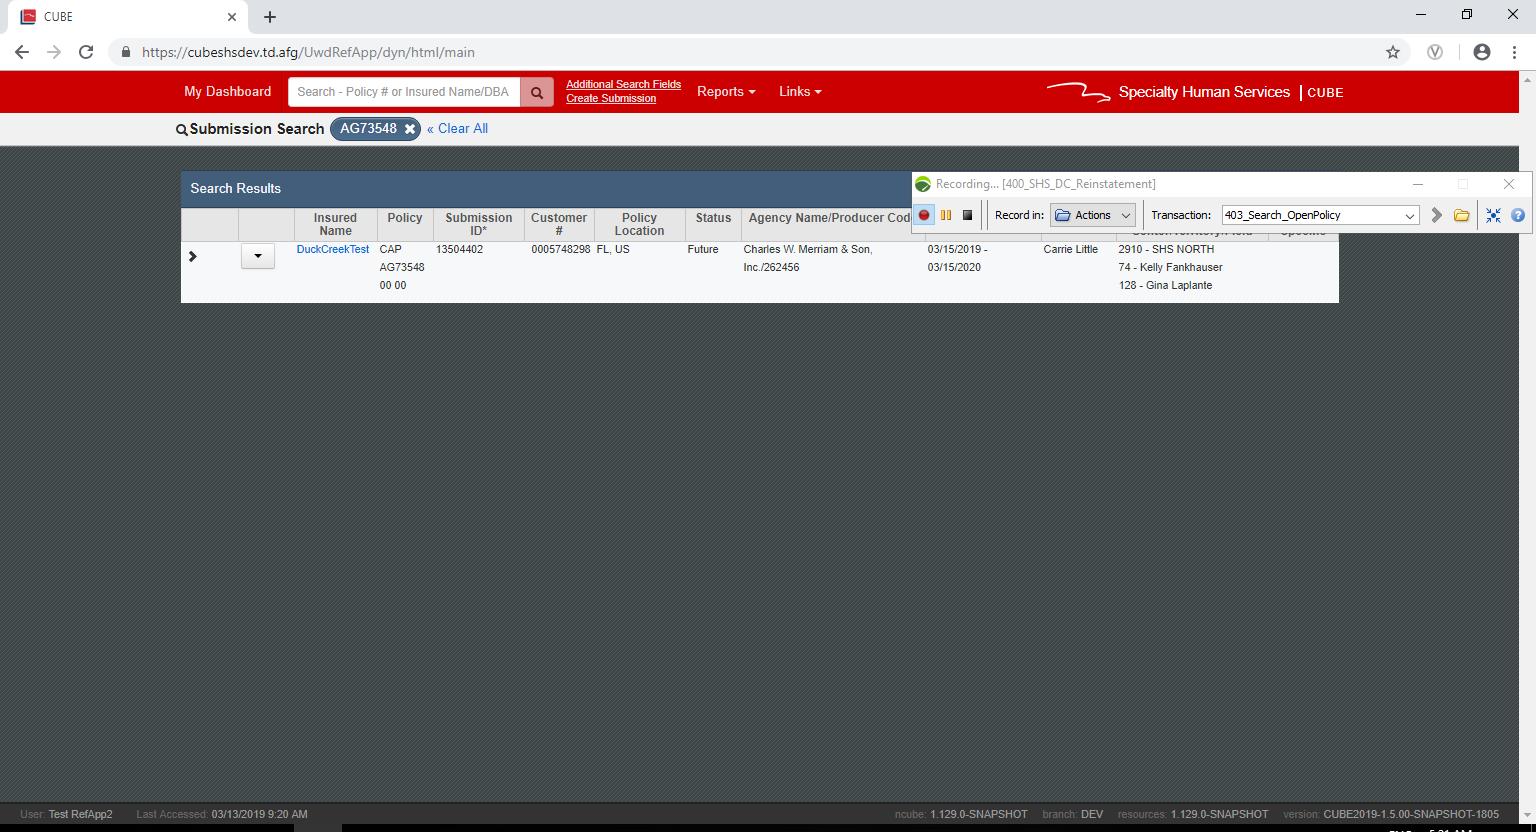 CUBE
https://cubeshsdev.td.afg/UwdRefApp/dyn/html/main
My Dashboard
Search - Policy # or Insured Name/DBA
Additional Search Fields
Create Submission
Reports
Links
Specialty Human Services | CUBE
Submission Search
AG73548
« Clear All
Search Results
Recording... [400_SHS_DC_Reinstatement]
Record in:
Actions
Transaction:
403_Search_OpenPolicy
Insured Name
Policy
Submission ID*
Customer #
Policy Location
Status
Agency Name/Producer Cod
DuckCreekTest
CAP AG73548 00 00
13504402
0005748298
FL, US
Future
Charles W. Merriam & Son, Inc./262456
03/15/2019 - 03/15/2020
Carrie Little
2910 - SHS NORTH
74 - Kelly Fankhauser
128 - Gina Laplante
User: Test RefApp2
Last Accessed: 03/13/2019 9:20 AM
ncube: 1.129.0-SNAPSHOT
branch: DEV
resources: 1.129.0-SNAPSHOT
version: CUBE2019-1.5.00-SNAPSHOT-1805